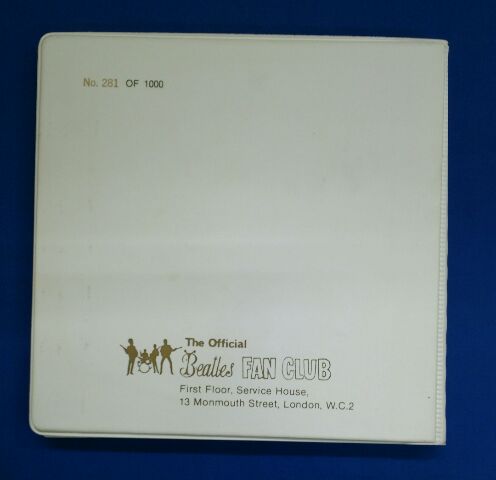 No. 281 OF 1000
The Official
Beatles FAN CLUB
First Floor, Service House,
13 Monmouth Street, London, W.C.2